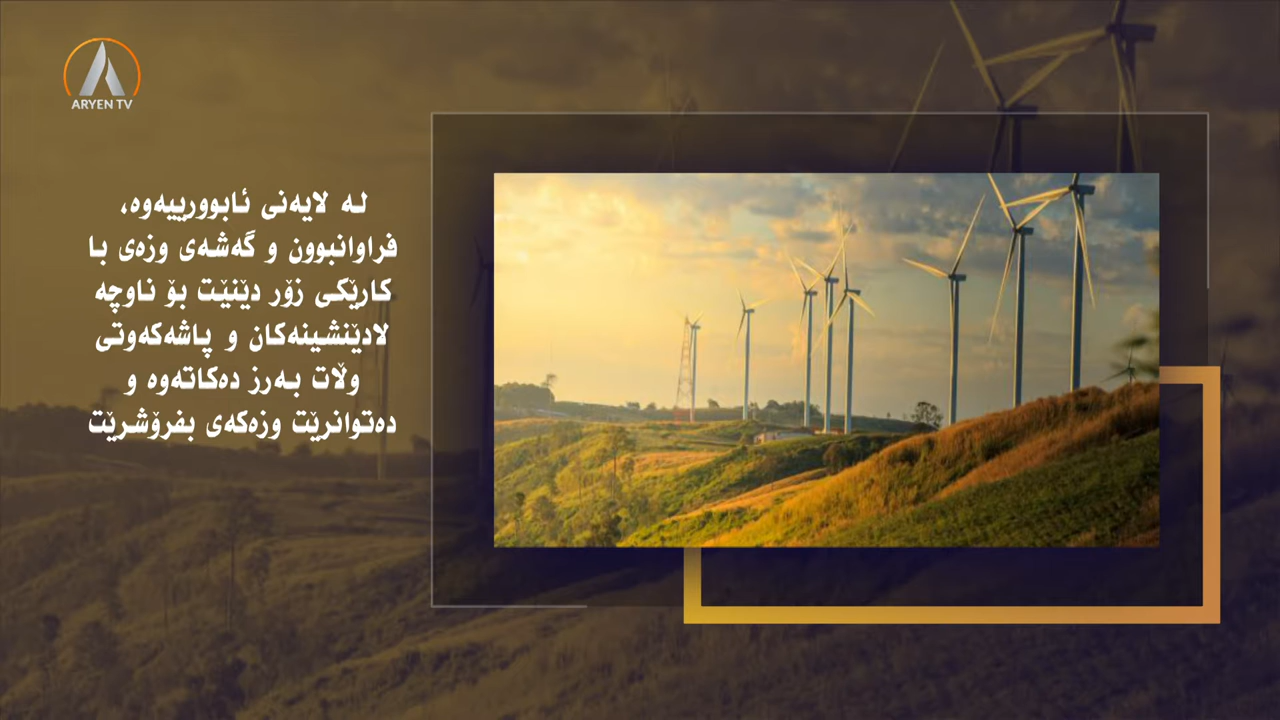 ARYEN TV
لە لایەنی ئابوورییەوە،
فراوانبوون و گەشەی وزەی با
کارێکی زۆر دێنێت بۆ ناوچە
لادێنشینەکان و پاشەکەوتی
وڵات بەرز دەکاتەوە و
دەتوانرێت وزەکەی بفرۆشرێت